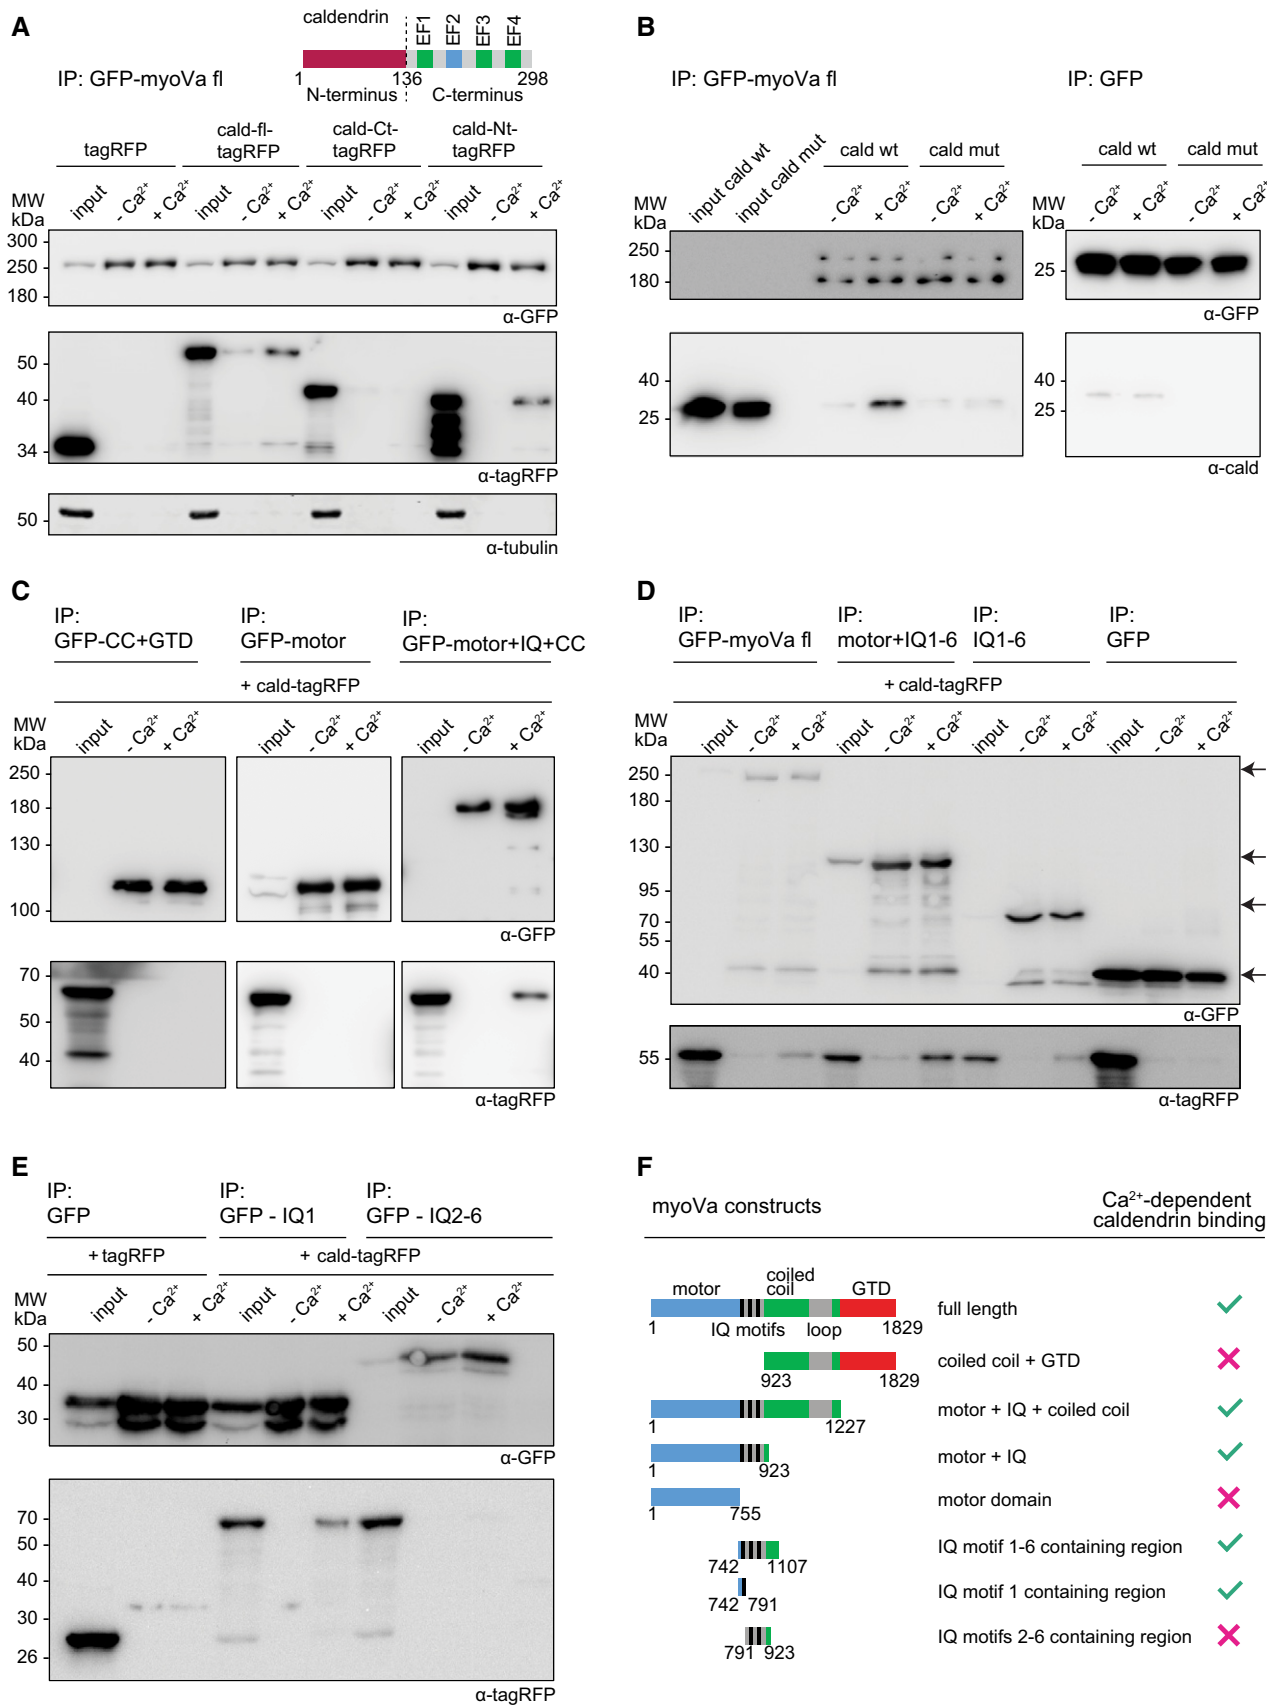 A
caldendrin
EF1
EF2
EF3
EF4
IP: GFP-myoVa fl
1
136
298
N-terminus
C-terminus
tagRFP
cald-fl-
tagRFP
cald-Ct-
tagRFP
cald-Nt-
tagRFP
MW
kDa
input
- Ca²⁺
+ Ca²⁺
input
- Ca²⁺
+ Ca²⁺
input
- Ca²⁺
+ Ca²⁺
input
- Ca²⁺
+ Ca²⁺
300
250
180
α-GFP
50
40
34
α-tagRFP
50
α-tubulin
B
IP: GFP-myoVa fl
IP: GFP
input cald wt
input cald mut
cald wt
cald mut
cald wt
cald mut
MW
kDa
- Ca²⁺
+ Ca²⁺
- Ca²⁺
+ Ca²⁺
MW
kDa
- Ca²⁺
+ Ca²⁺
- Ca²⁺
+ Ca²⁺
250
180
25
α-GFP
40
25
40
25
α-cald
C
IP:
GFP-CC+GTD
IP:
GFP-motor
IP:
GFP-motor+IQ+CC
+ cald-tagRFP
MW
kDa
input
- Ca²⁺
+ Ca²⁺
input
- Ca²⁺
+ Ca²⁺
input
- Ca²⁺
+ Ca²⁺
250
180
130
100
α-GFP
70
50
40
α-tagRFP
D
IP:
GFP-myoVa fl
IP:
motor+IQ1-6
IP:
IQ1-6
IP:
GFP
+ cald-tagRFP
MW
kDa
input
- Ca²⁺
+ Ca²⁺
input
- Ca²⁺
+ Ca²⁺
input
- Ca²⁺
+ Ca²⁺
input
- Ca²⁺
+ Ca²⁺
250
180
130
95
70
55
40
α-GFP
55
α-tagRFP
E
IP:
GFP
IP:
GFP - IQ1
IP:
GFP - IQ2-6
+ tagRFP
+ cald-tagRFP
MW
kDa
input
- Ca²⁺
+ Ca²⁺
input
- Ca²⁺
+ Ca²⁺
input
- Ca²⁺
+ Ca²⁺
50
40
30
α-GFP
70
50
40
30
26
α-tagRFP
F
myoVa constructs
Ca²⁺-dependent
caldendrin binding
motor
coiled
coil
GTD
full length
1
IQ motifs
loop
1829
coiled coil + GTD
923
1829
motor + IQ + coiled coil
1
1227
motor + IQ
1
923
motor domain
1
755
IQ motif 1-6 containing region
742
1107
IQ motif 1 containing region
742
791
IQ motifs 2-6 containing region
791
923